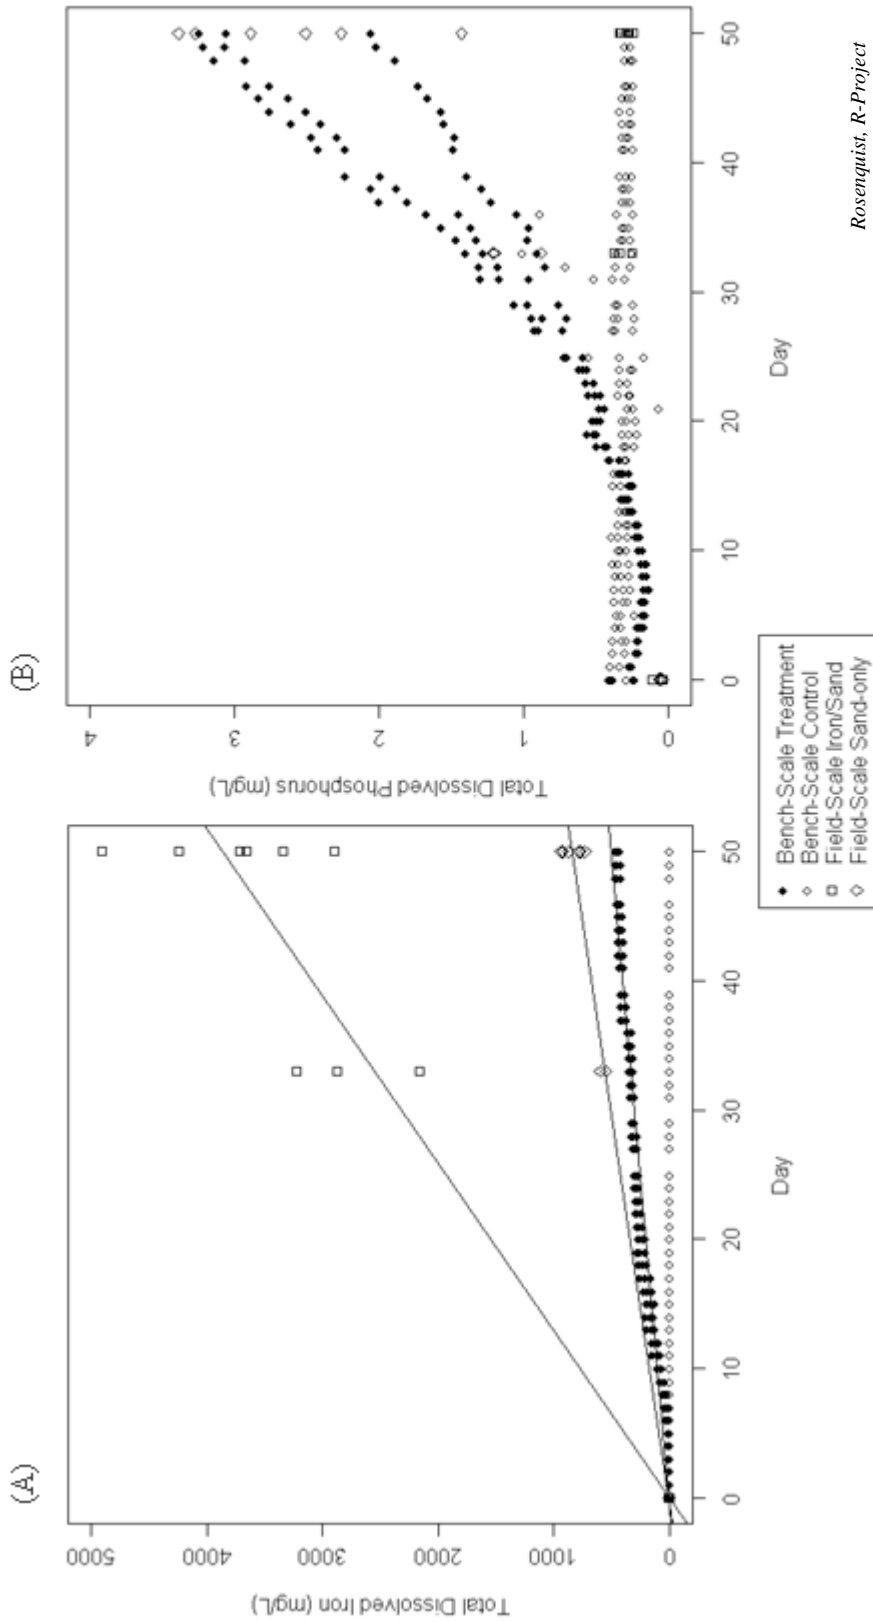 (A)
Total Dissolved Iron (mg/L)
5000
4000
3000
2000
1000
0
0
10
20
30
40
50
Day
(B)
Total Dissolved Phosphorus (mg/L)
4
3
2
1
0
0
10
20
30
40
50
Day
Bench-Scale Treatment
Bench-Scale Control
Field-Scale Iron/Sand
Field-Scale Sand-only
Rosenquist, R-Project